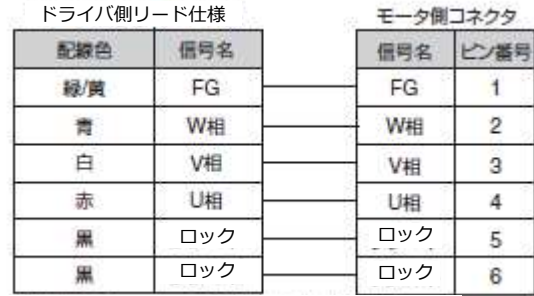 ドライバ側リード仕様 モータ側コネクタ
配線色 信号名 信号名 ピン番号
緑/黄 FG FG 1
青 W相 W相 2
白 V相 V相 3
赤 U相 U相 4
黒 ロック ロック 5
黒 ロック ロック 6